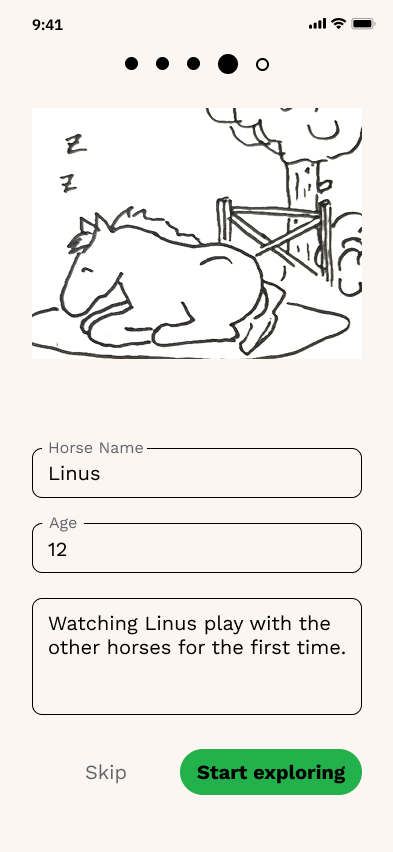 9:41
Z
Z
Horse Name
Linus
Age
12
Watching Linus play with the
other horses for the first time.
Skip
Start exploring